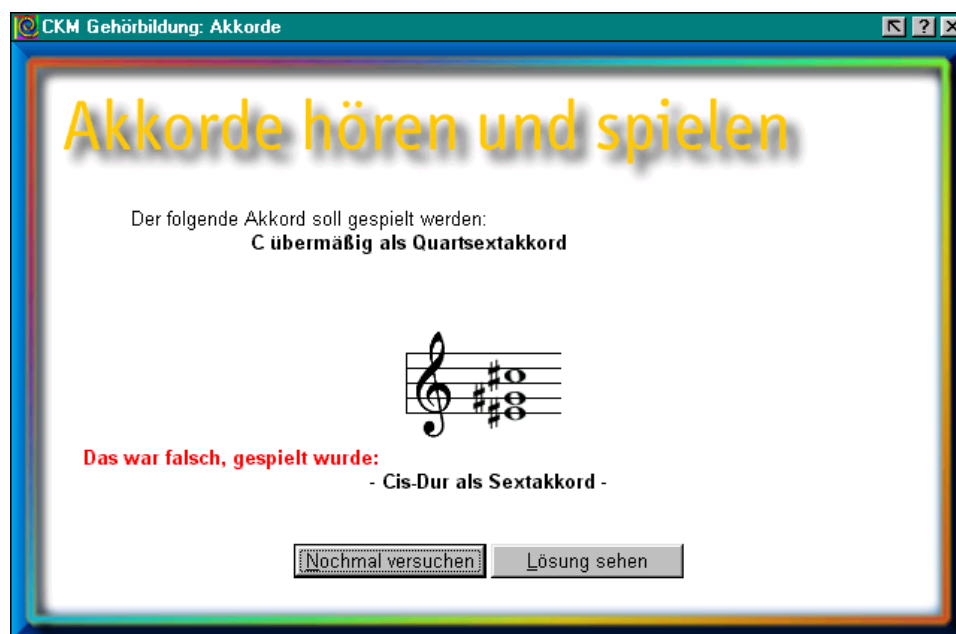 CKM Gehörbildung: Akkorde
Akkorde hören und spielen
Der folgende Akkord soll gespielt werden:
C übermäßig als Quartsextakkord
Das war falsch, gespielt wurde:
- Cis-Dur als Sextakkord -
Nochmal versuchen
Lösung sehen